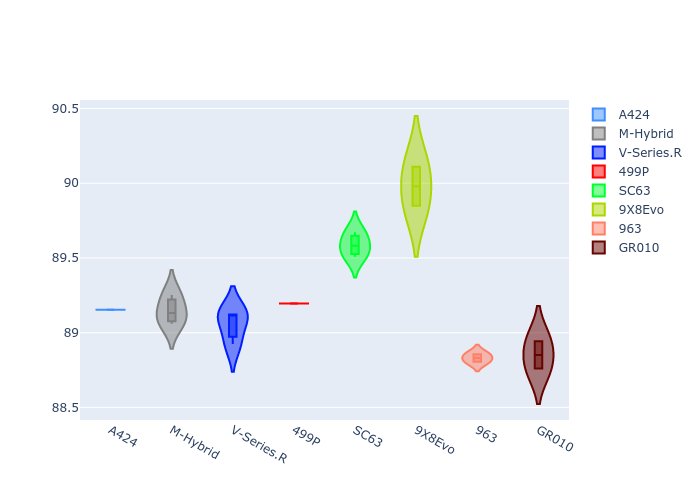 90.5
90
89.5
89
88.5
A424
M-Hybrid
V-Series.R
499P
SC63
9X8Evo
963
GR010
A424
M-Hybrid
V-Series.R
499P
SC63
9X8Evo
963
GR010